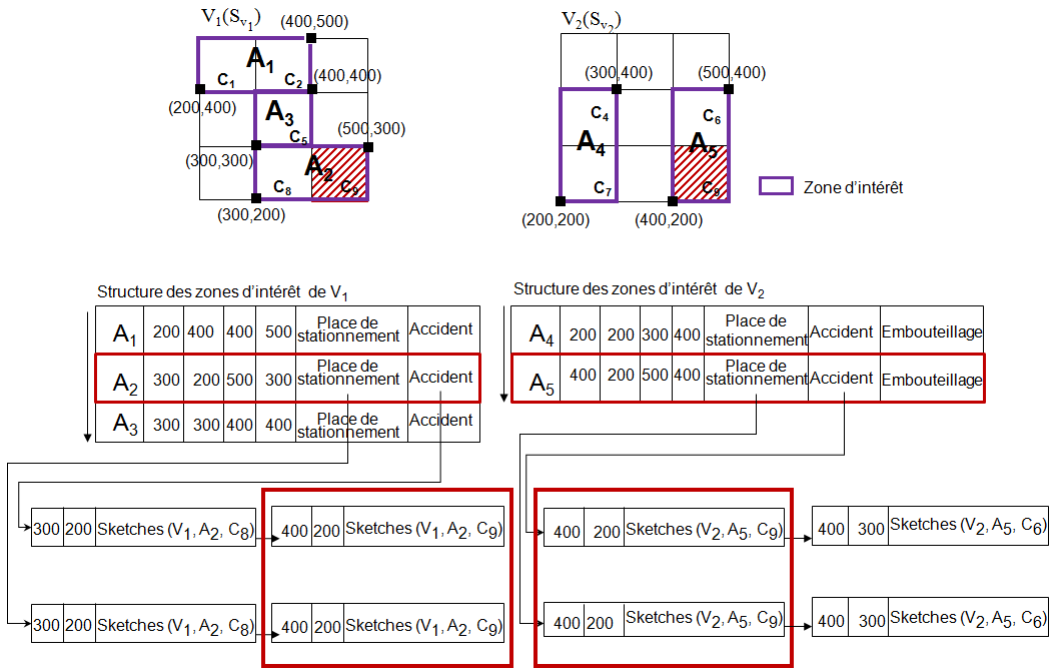 V1(Sv1)
(400,500)
A1
C1
C2
(400,400)
(200,400)
A3
C5
(500,300)
(300,300)
A2
C8
C9
(300,200)
V2(Sv2)
(300,400)
(500,400)
C4
C6
A4
A5
C7
C9
(200,200)
(400,200)
Zone d'intérêt
Structure des zones d'intérêt de V1
A1 200 400 400 500 Place de stationnement Accident
A2 300 200 500 300 Place de stationnement Accident
A3 300 300 400 400 Place de stationnement Accident
Structure des zones d'intérêt de V2
A4 200 200 300 400 Place de stationnement Accident Embouteillage
A5 400 200 500 400 Place de stationnement Accident Embouteillage
300 200 Sketches (V1, A2, C8)
400 200 Sketches (V1, A2, C9)
400 200 Sketches (V2, A5, C9)
400 300 Sketches (V2, A5, C6)
300 200 Sketches (V1, A2, C8)
400 200 Sketches (V1, A2, C9)
400 200 Sketches (V2, A5, C9)
400 300 Sketches (V2, A5, C6)